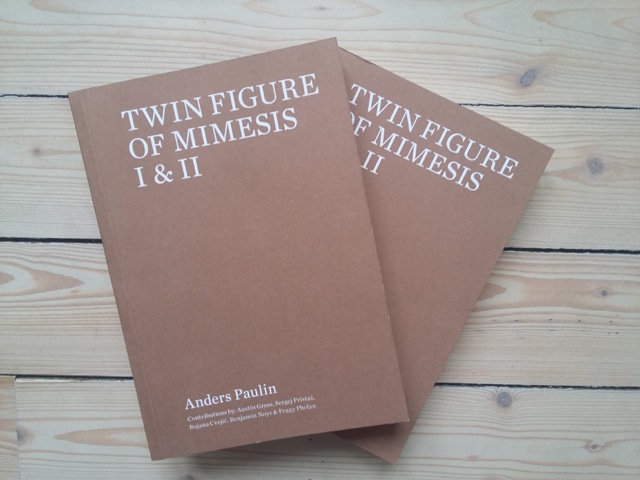 TWIN FIGURE
OF MIMESIS
I & II
Anders Paulin
Contributions by: Austin Gross, Sergej Pristaš,
Bojana Cvejić, Benjamin Noys & Peggy Phelan
TWIN FIGURE
OF MIMESIS
II